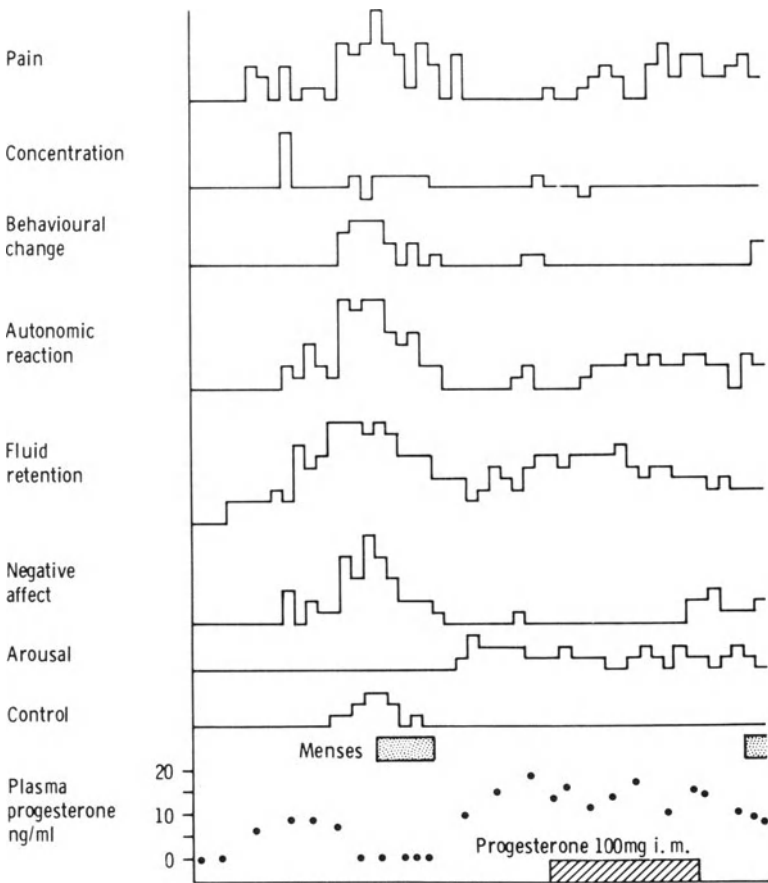 Pain
Concentration
Behavioural
change
Autonomic
reaction
Fluid
retention
Negative
affect
Arousal
Control
Menses
Plasma
progesterone
ng/ml
20
10
0
Progesterone 100mg i.m.